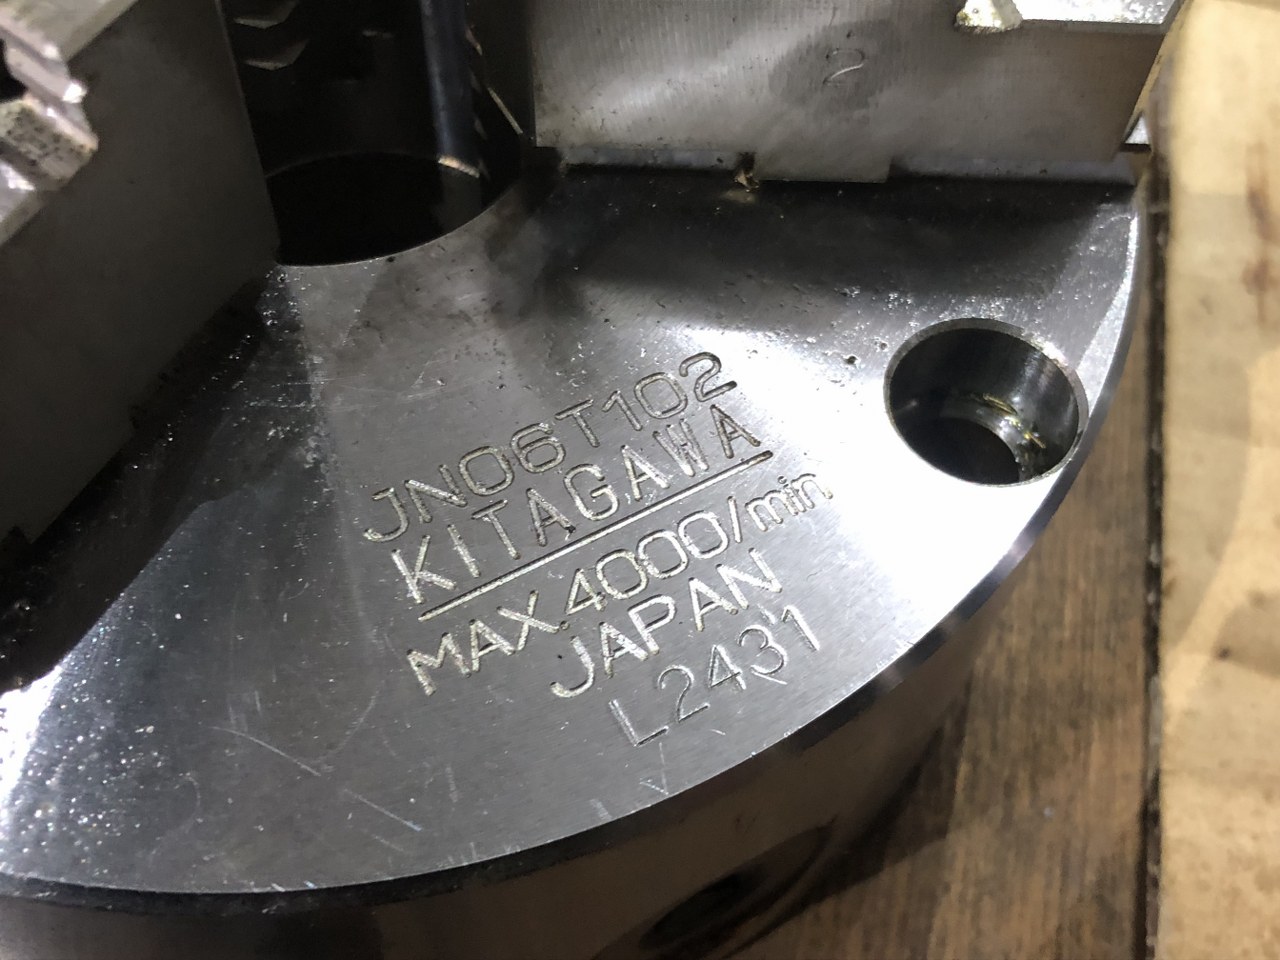 2
JN06T102
KITAGAWA
MAX.4000/min
JAPAN
L2431